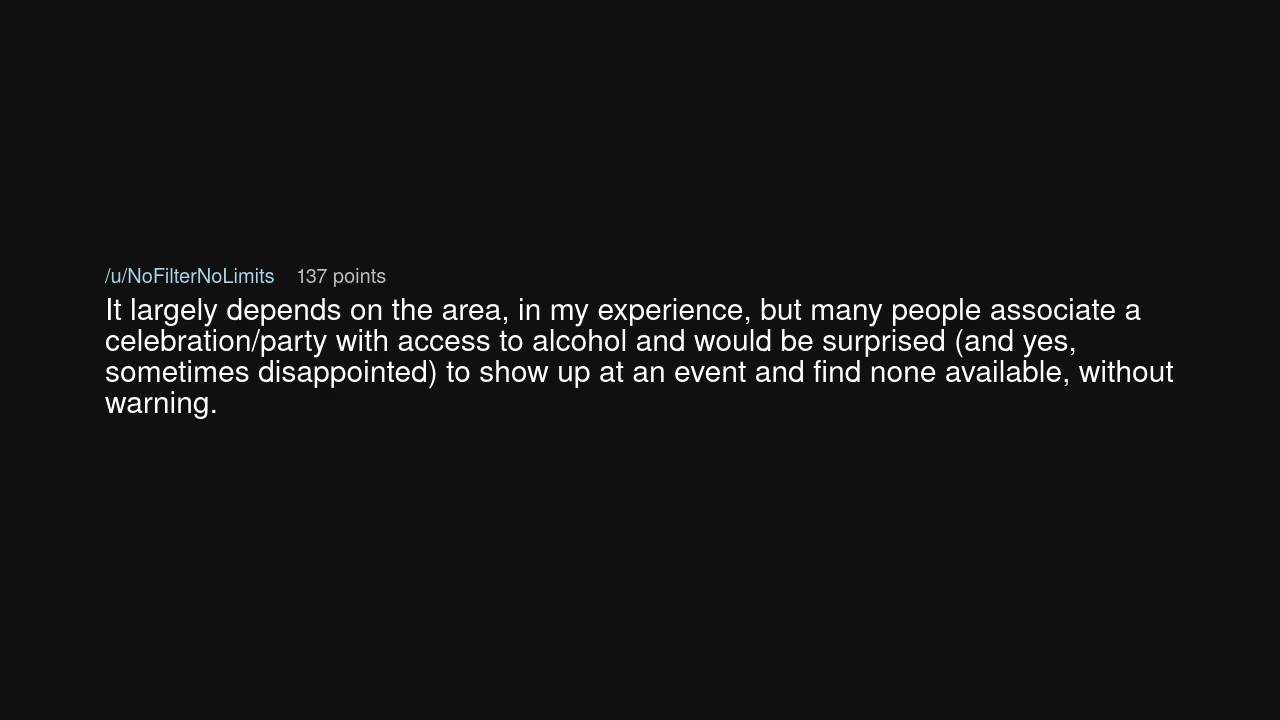 /u/NoFilterNoLimits 137 points
It largely depends on the area, in my experience, but many people associate a
celebration/party with access to alcohol and would be surprised (and yes,
sometimes disappointed) to show up at an event and find none available, without
warning.